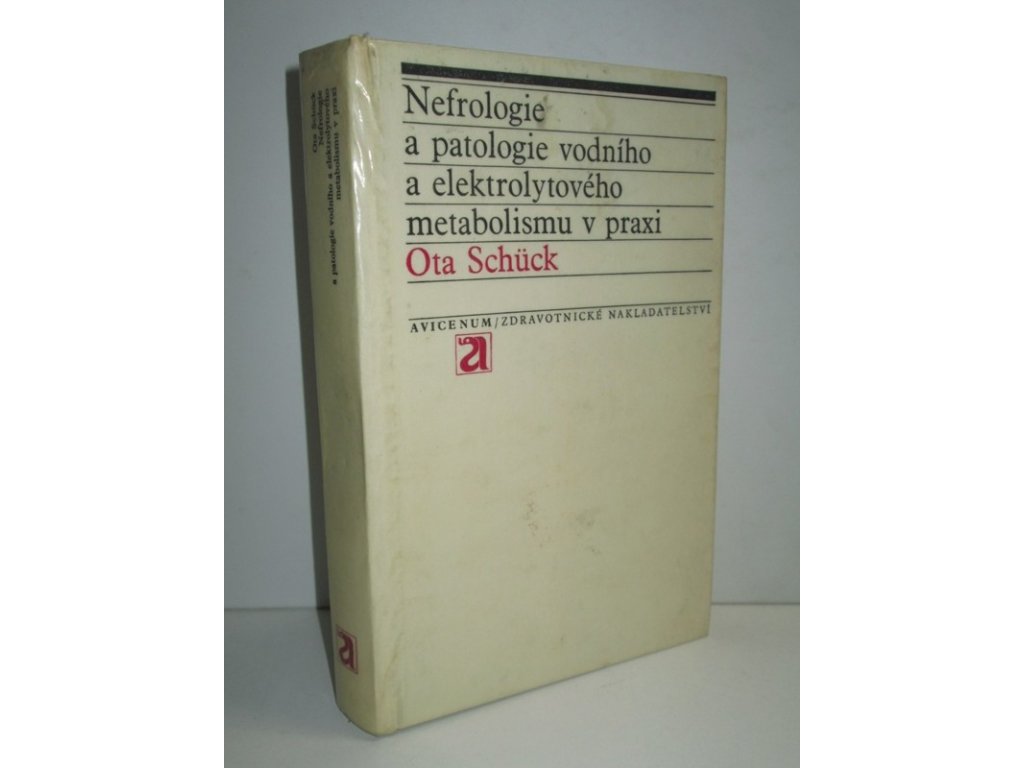 Nefrologie
a patologie vodního
a elektrolytového
metabolismu v praxi
Ota Schück
AVICENUM/ZDRAVOTNICKÉ NAKLADATELSTVÍ
a
Ota Schück
Nefrologie
a patologie vodního a elektrolytového
metabolismu v praxi
a